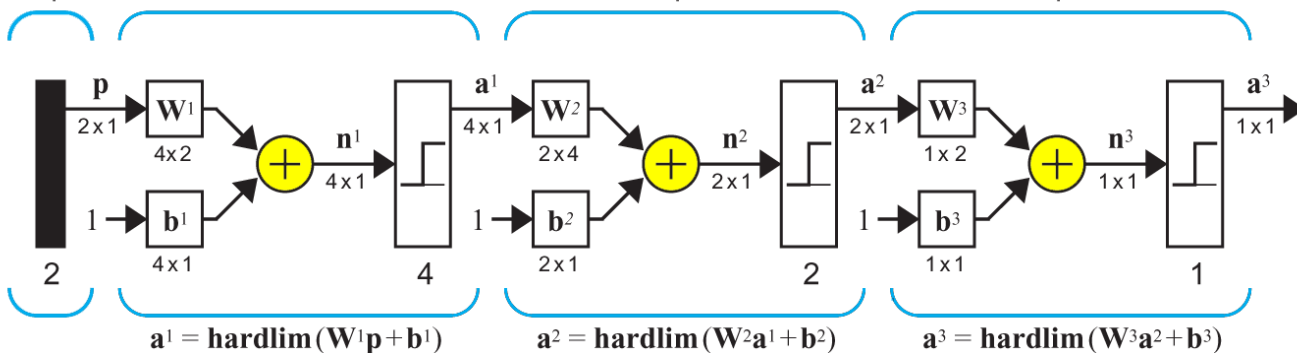 p a¹ a² a³
2 x 1 W¹ 4 x 1 W² 2 x 1 W³ 1 x 1
4 x 2 n¹ 2 x 4 n² 1 x 2 n³
4 x 1 2 x 1 1 x 1
1 b¹ 1 b² 1 b³
4 x 1 2 x 1 1 x 1
2 4 2 1
a¹ = hardlim (W¹p + b¹) a² = hardlim (W²a¹ + b²) a³ = hardlim (W³a² + b³)